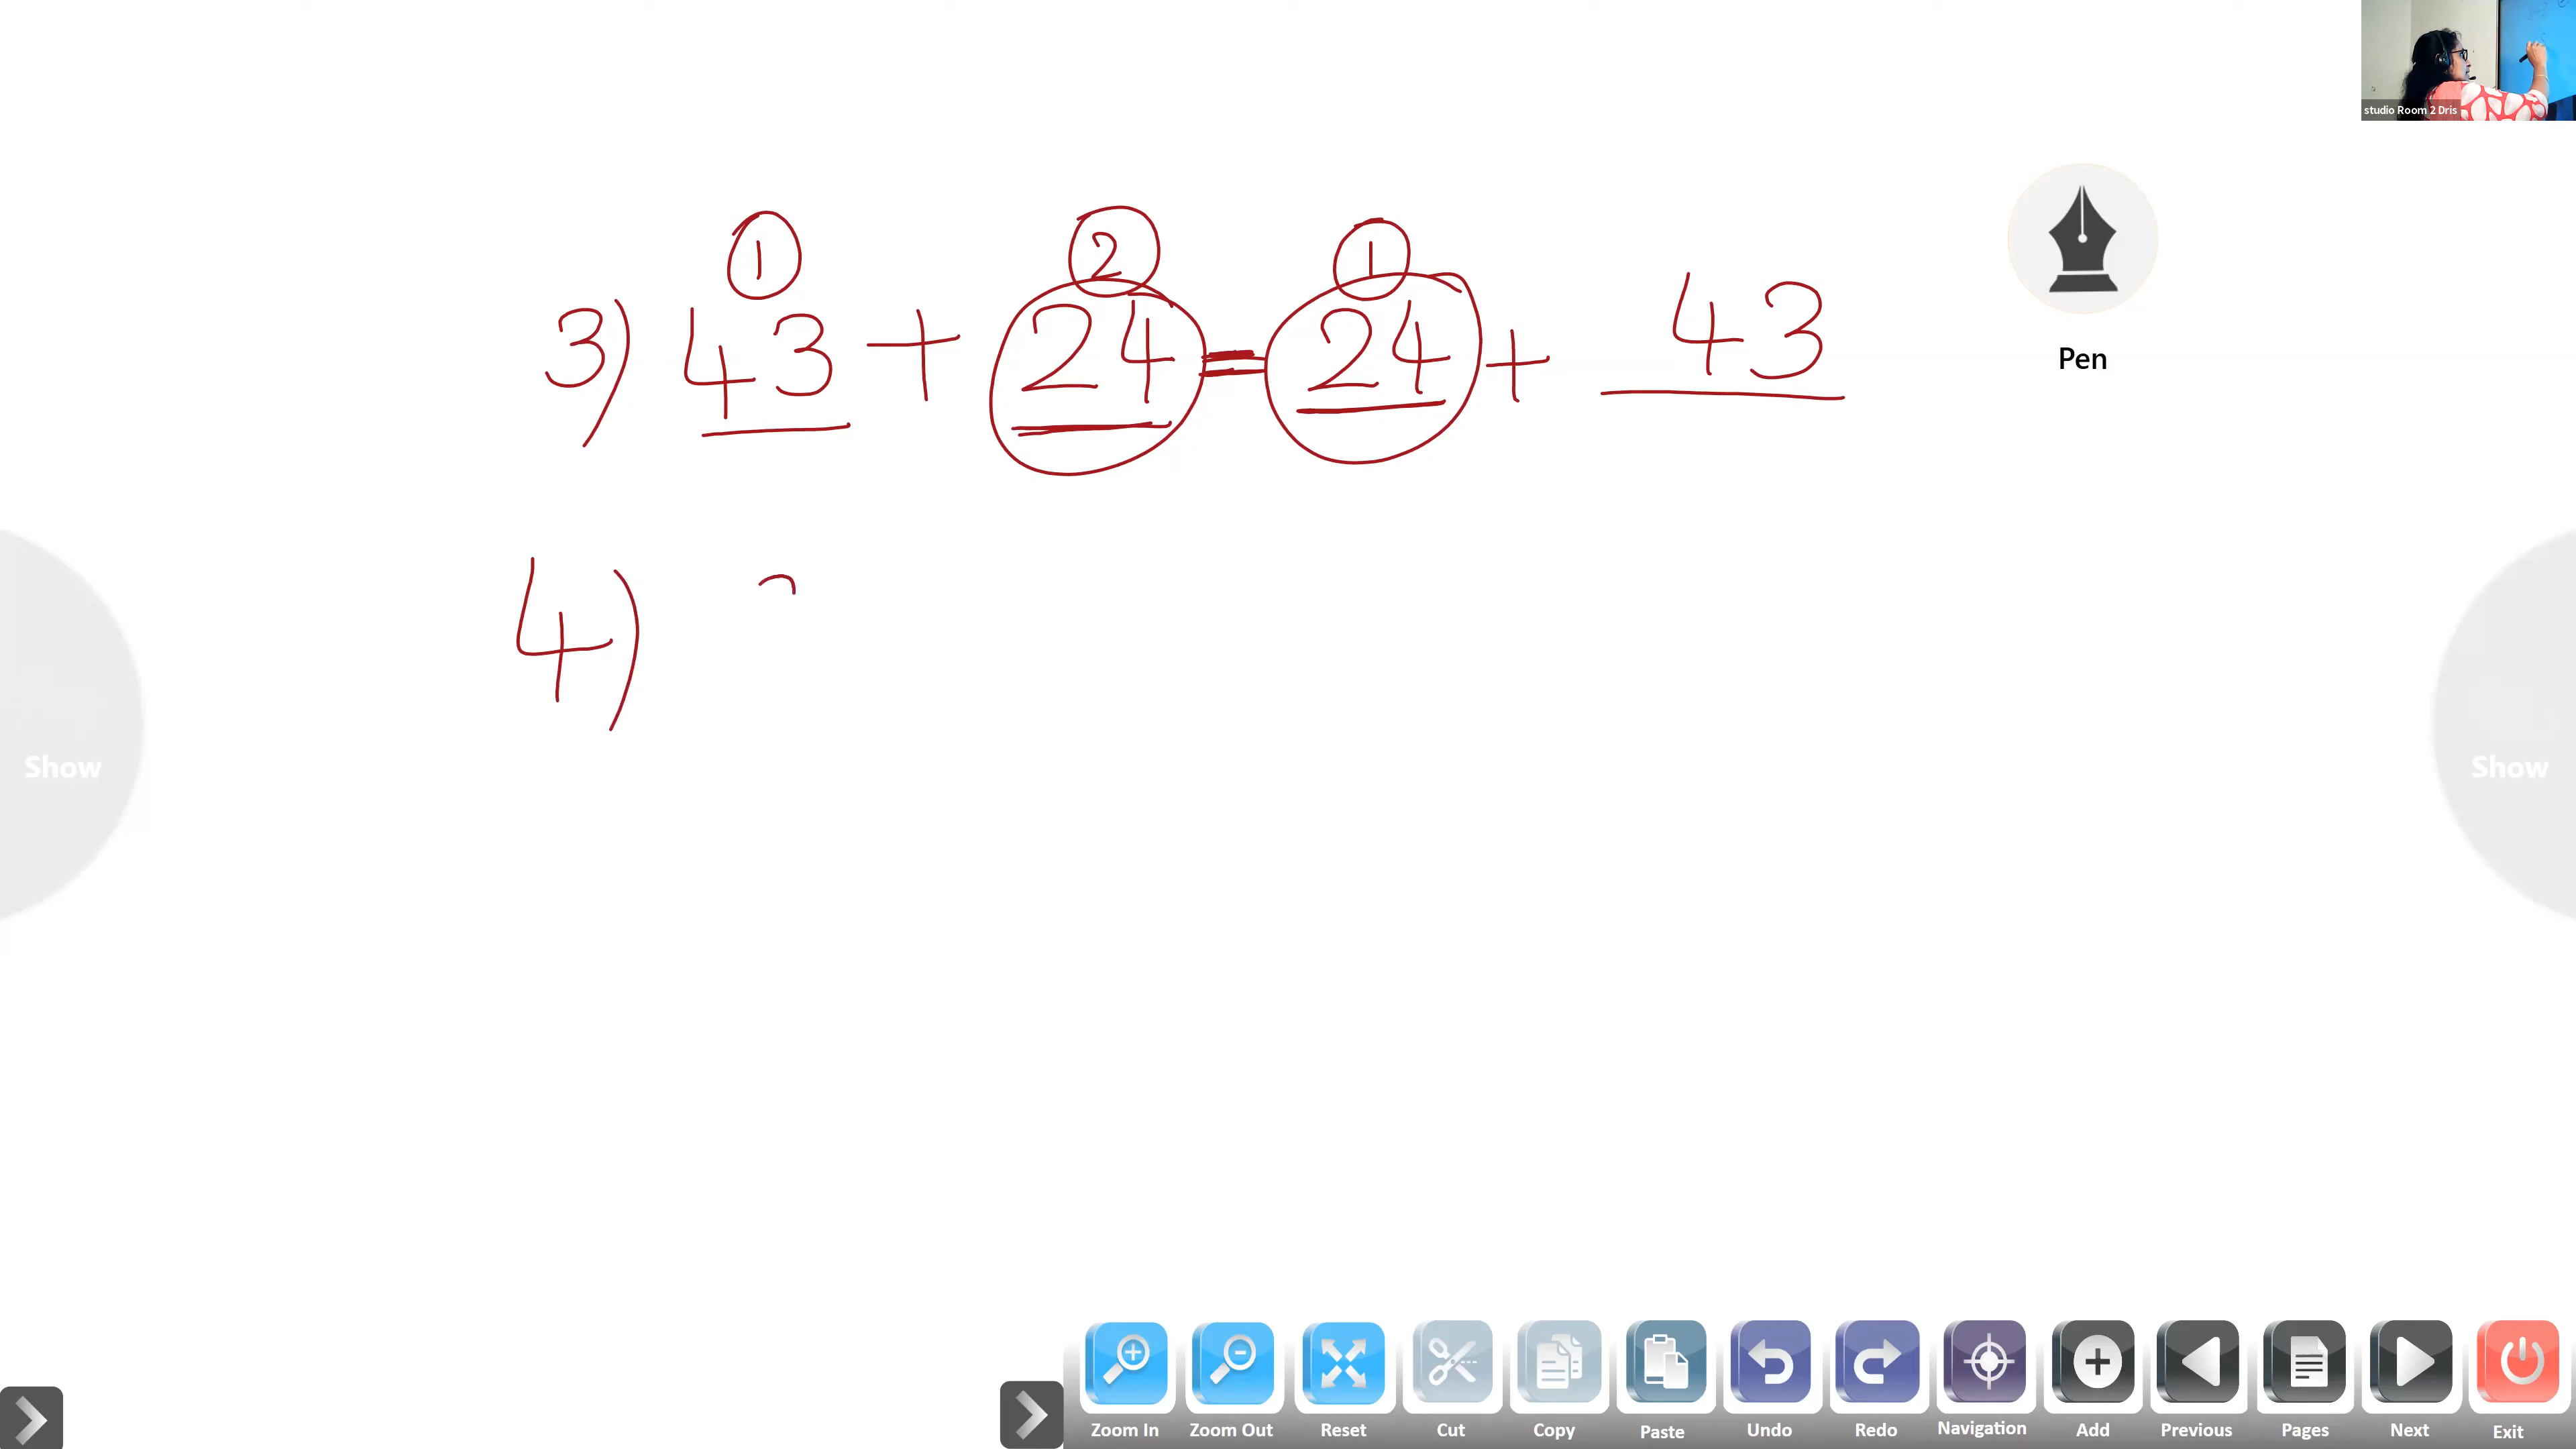 studio Room 2 Dris
1 2 1
3) 43 + 24 = 24 + 43
Pen
4)
Show Show
Zoom In Zoom Out Reset Cut Copy Paste Undo Redo Navigation Add Previous Pages Next Exit